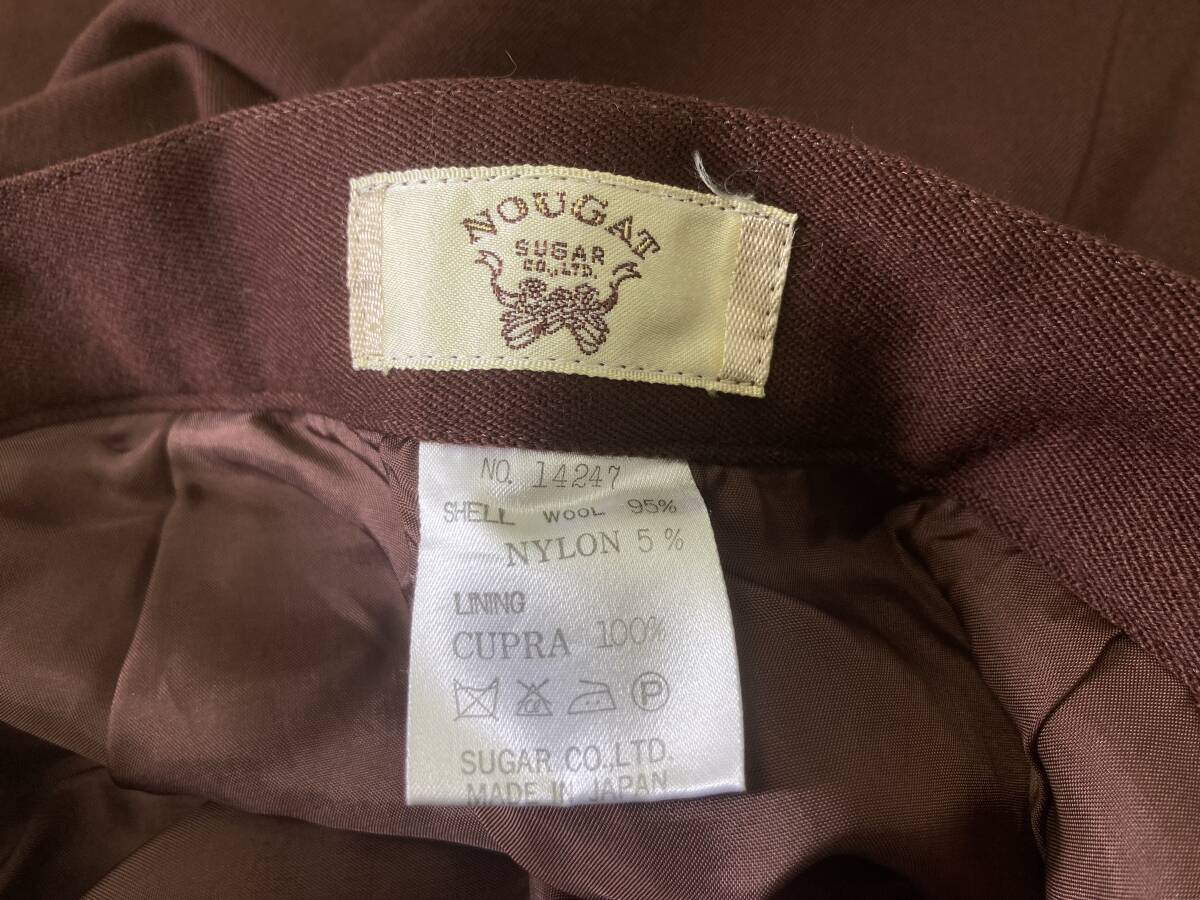 NOUGAT
SUGAR
CO.,LTD.
NO. 14247
SHELL WOOL 95%
NYLON 5%
LINING
CUPRA 100%
P
SUGAR CO.,LTD.
MADE IN JAPAN